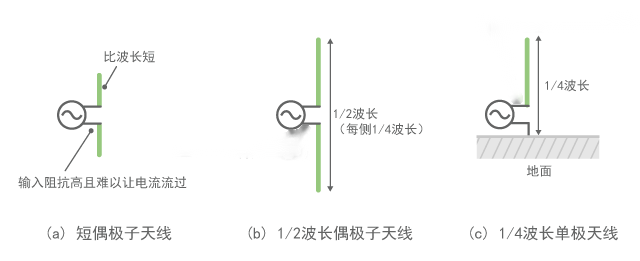 比波长短
输入阻抗高且难以让电流流过
(a) 短偶极子天线
1/2波长
(每侧1/4波长)
(b) 1/2波长偶极子天线
1/4波长
地面
(c) 1/4波长单极天线